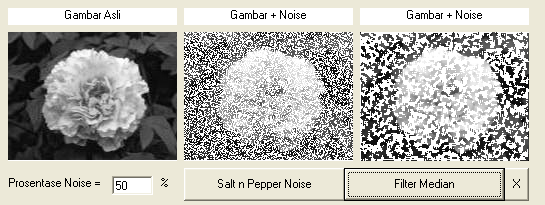 Gambar Asli
Gambar + Noise
Gambar + Noise
Prosentase Noise = 50 %
Salt n Pepper Noise
Filter Median
X